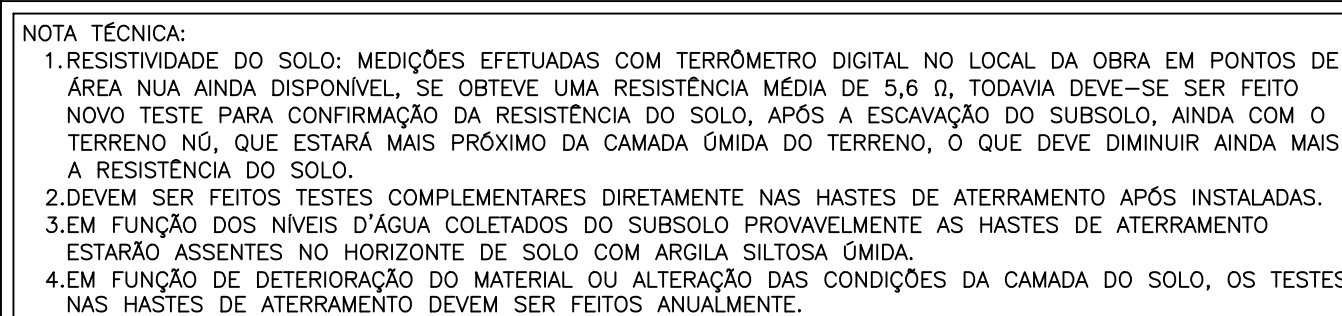 NOTA TÉCNICA:
1.RESISTIVIDADE DO SOLO: MEDIÇÕES EFETUADAS COM TERRÔMETRO DIGITAL NO LOCAL DA OBRA EM PONTOS DE
ÁREA NUA AINDA DISPONÍVEL, SE OBTEVE UMA RESISTÊNCIA MÉDIA DE 5,6 Ω, TODAVIA DEVE-SE SER FEITO
NOVO TESTE PARA CONFIRMAÇÃO DA RESISTÊNCIA DO SOLO, APÓS A ESCAVAÇÃO DO SUBSOLO, AINDA COM O
TERRENO NÚ, QUE ESTARÁ MAIS PRÓXIMO DA CAMADA ÚMIDA DO TERRENO, O QUE DEVE DIMINUIR AINDA MAIS
A RESISTÊNCIA DO SOLO.
2.DEVEM SER FEITOS TESTES COMPLEMENTARES DIRETAMENTE NAS HASTES DE ATERRAMENTO APÓS INSTALADAS.
3.EM FUNÇÃO DOS NÍVEIS D'ÁGUA COLETADOS DO SUBSOLO PROVAVELMENTE AS HASTES DE ATERRAMENTO
ESTARÃO ASSENTES NO HORIZONTE DE SOLO COM ARGILA SILTOSA ÚMIDA.
4.EM FUNÇÃO DE DETERIORAÇÃO DO MATERIAL OU ALTERAÇÃO DAS CONDIÇÕES DA CAMADA DO SOLO, OS TESTES
NAS HASTES DE ATERRAMENTO DEVEM SER FEITOS ANUALMENTE.